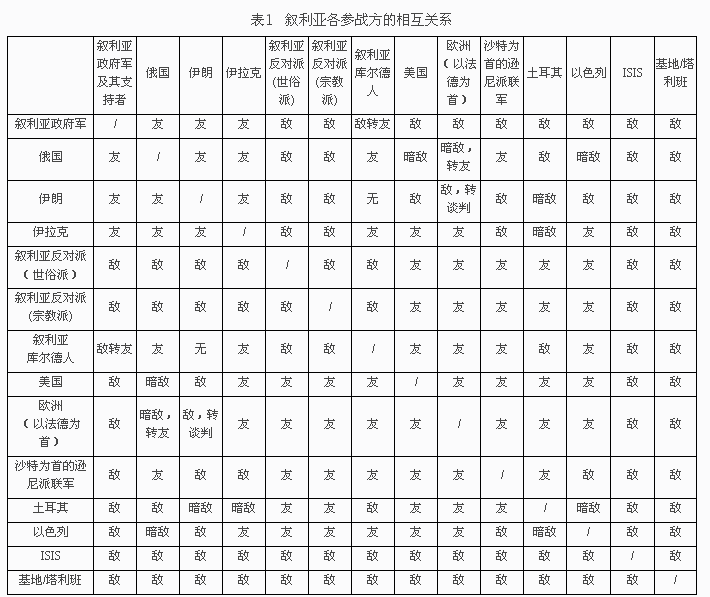 表1 叙利亚各参战方的相互关系
叙利亚政府军及其支持者 俄国 伊朗 伊拉克 叙利亚反对派(世俗派) 叙利亚反对派(宗教派) 叙利亚库尔德人 美国 欧洲（以法德为首） 沙特为首的逊尼派联军 土耳其 以色列 ISIS 基地/塔利班
叙利亚政府军 / 友 友 友 敌 敌 敌转友 敌 敌 敌 敌 敌 敌 敌
俄国 友 / 友 友 敌 敌 友 暗敌 暗敌，转友 友 敌 暗敌 敌 敌
伊朗 友 友 / 友 敌 敌 无 敌 敌，转谈判 敌 暗敌 敌 敌 敌
伊拉克 友 友 友 / 敌 敌 友 友 友 敌 暗敌 友 敌 敌
叙利亚反对派（世俗派） 敌 敌 敌 敌 / 敌 敌 友 友 友 友 友 敌 敌
叙利亚反对派(宗教派) 敌 敌 敌 敌 敌 / 敌 友 友 友 友 友 敌 敌
叙利亚库尔德人 敌转友 友 无 友 敌 敌 / 友 友 友 敌 友 敌 敌
美国 敌 暗敌 敌 友 友 友 友 / 友 友 友 友 敌 敌
欧洲（以法德为首） 敌 暗敌，转友 敌，转谈判 友 友 友 友 友 / 友 友 友 敌 敌
沙特为首的逊尼派联军 敌 友 敌 敌 友 友 友 友 友 / 友 敌 敌 敌
土耳其 敌 敌 暗敌 暗敌 友 友 敌 友 友 友 / 暗敌 敌 敌
以色列 敌 暗敌 敌 友 友 友 友 友 友 敌 暗敌 / 敌 敌
ISIS 敌 敌 敌 敌 敌 敌 敌 敌 敌 敌 敌 敌 / 敌
基地/塔利班 敌 敌 敌 敌 敌 敌 敌 敌 敌 敌 敌 敌 敌 /